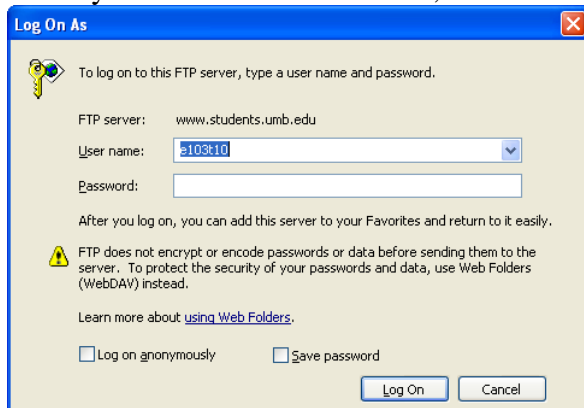 Log On As
To log on to this FTP server, type a user name and password.
FTP server: www.students.umb.edu
User name: e103t10
Password:
After you log on, you can add this server to your Favorites and return to it easily.
FTP does not encrypt or encode passwords or data before sending them to the
server. To protect the security of your passwords and data, use Web Folders
(WebDAV) instead.
Learn more about using Web Folders.
Log on anonymously Save password
Log On Cancel